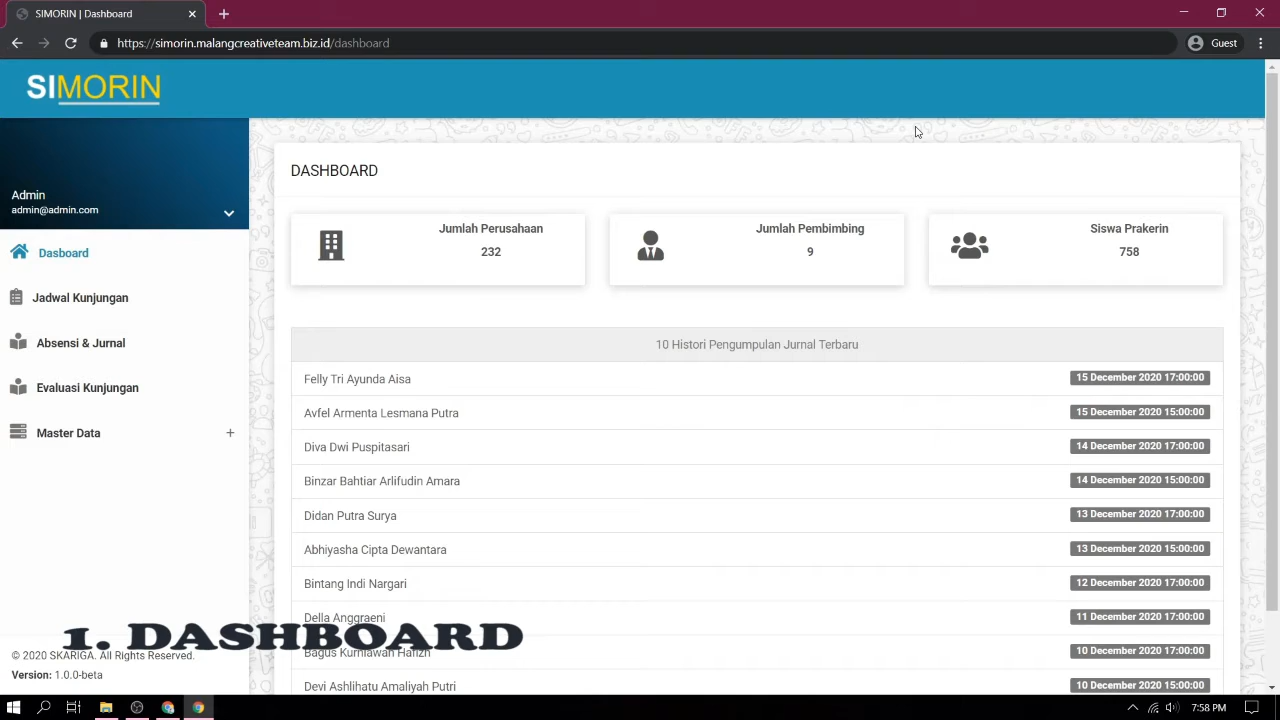 SIMORIN | Dashboard
https://simorin.malangcreativeteam.biz.id/dashboard
Guest
SIMORIN
Admin
admin@admin.com
Dasboard
Jadwal Kunjungan
Absensi & Jurnal
Evaluasi Kunjungan
Master Data
© 2020 SKARIGA. All Rights Reserved.
Version: 1.0.0-beta
DASHBOARD
Jumlah Perusahaan
232
Jumlah Pembimbing
9
Siswa Prakerin
758
10 Histori Pengumpulan Jurnal Terbaru
Felly Tri Ayunda Aisa 15 December 2020 17:00:00
Avfel Armenta Lesmana Putra 15 December 2020 15:00:00
Diva Dwi Puspitasari 14 December 2020 17:00:00
Binzar Bahtiar Arlifudin Amara 14 December 2020 15:00:00
Didan Putra Surya 13 December 2020 17:00:00
Abhiyasha Cipta Dewantara 13 December 2020 15:00:00
Bintang Indi Nargari 12 December 2020 17:00:00
Della Anggraeni 11 December 2020 17:00:00
Bagus Kurniawan Hafizh 10 December 2020 17:00:00
Devi Ashlihatu Amaliyah Putri 10 December 2020 15:00:00
1. DASHBOARD
7:58 PM